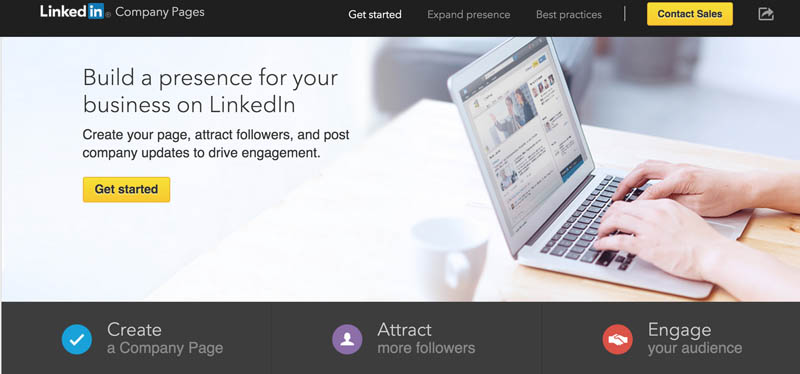 Linked in® Company Pages
Get started
Expand presence
Best practices
Contact Sales
Build a presence for your
business on LinkedIn
Create your page, attract followers, and post
company updates to drive engagement.
Get started
Create
a Company Page
Attract
more followers
Engage
your audience